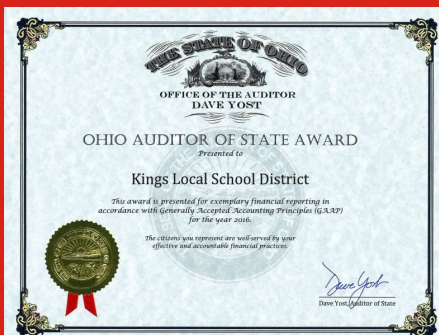 THE STATE OF OHIO
OFFICE OF THE AUDITOR
DAVE YOST
OHIO AUDITOR OF STATE AWARD
Presented to
Kings Local School District
This award is presented for exemplary financial reporting in
accordance with Generally Accepted Accounting Principles (GAAP)
for the year 2016.
The citizens you represent are well-served by your
effective and accountable financial practices.
Dave Yost
Dave Yost, Auditor of State